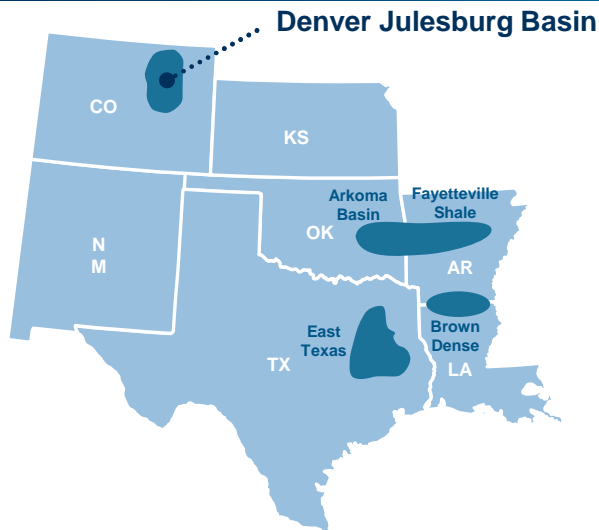 Denver Julesburg Basin
CO
KS
Arkoma
Basin
Fayetteville
Shale
OK
N
M
AR
East
Texas
Brown
Dense
TX
LA